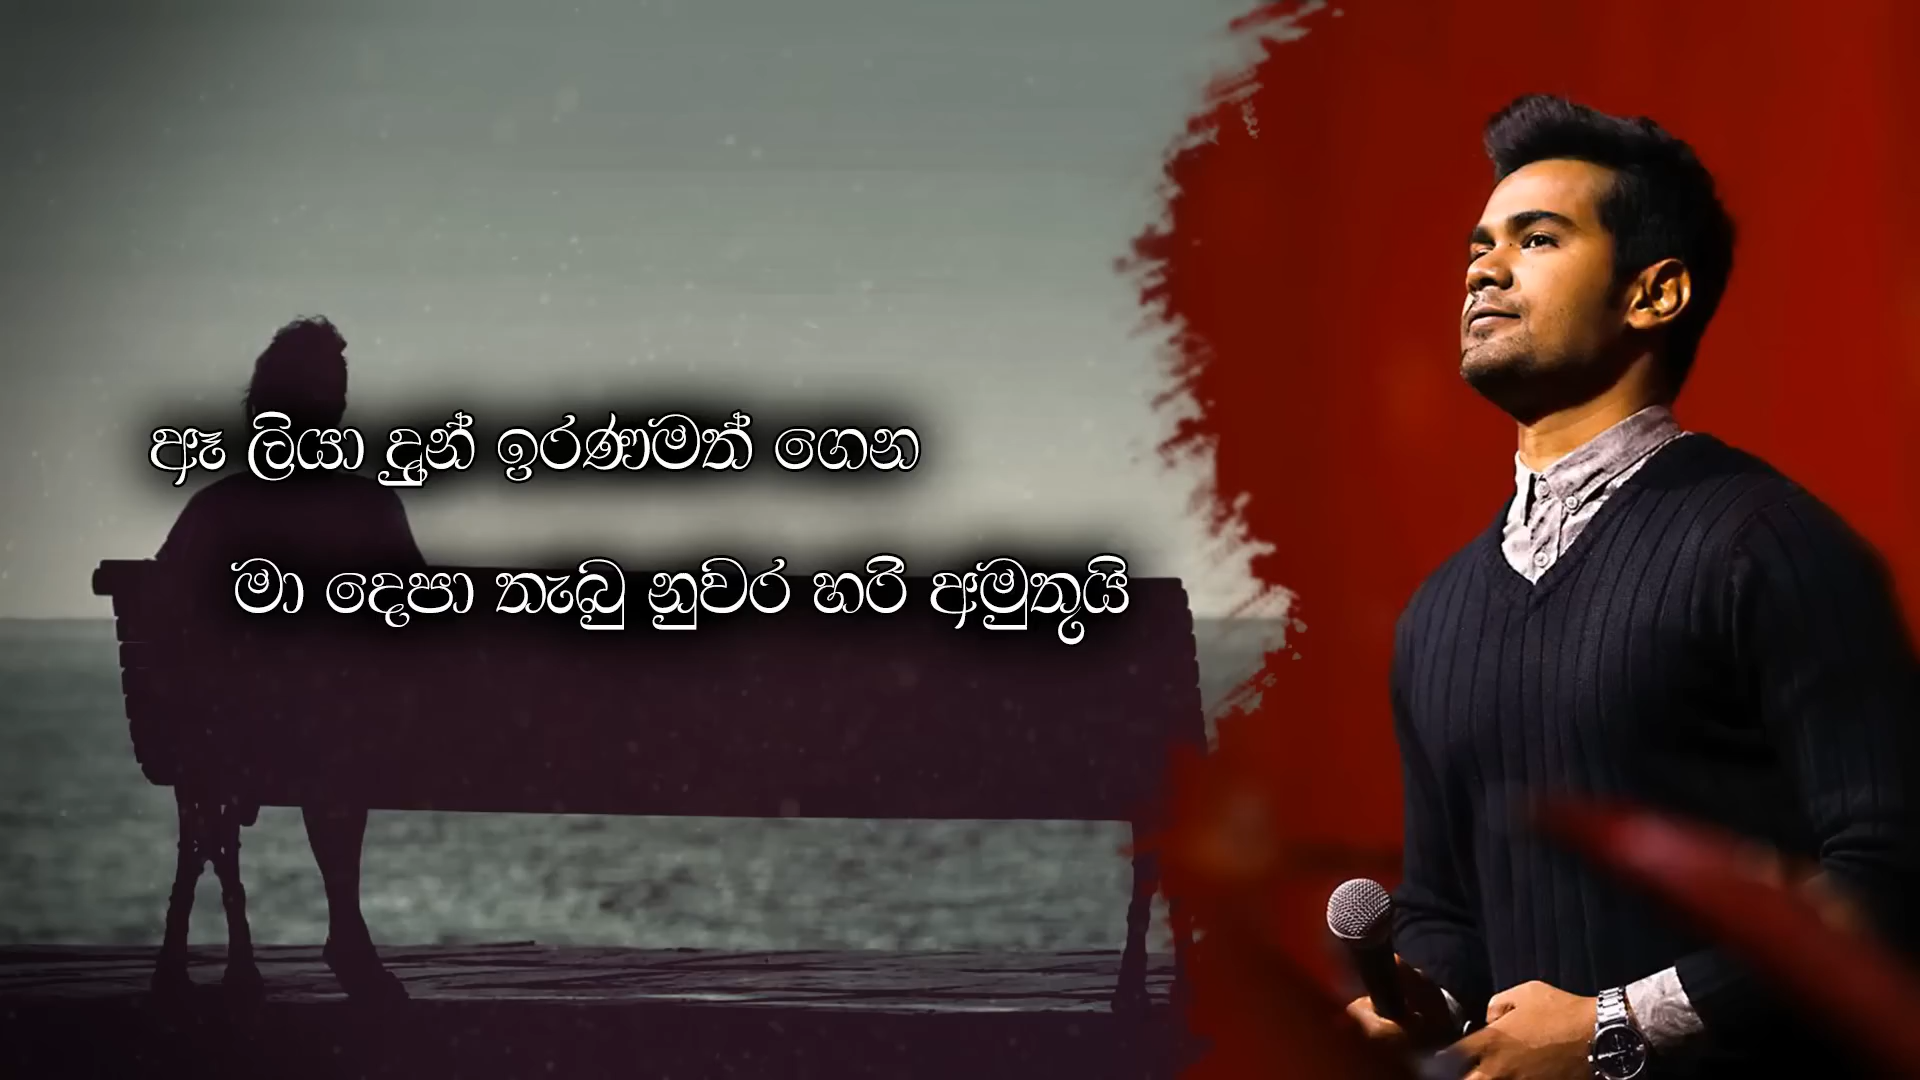 ඈ ලියා දුන් ඉරණමත් ගෙන
මා දෙපා තැබු නුවර හරි අමුතුයි